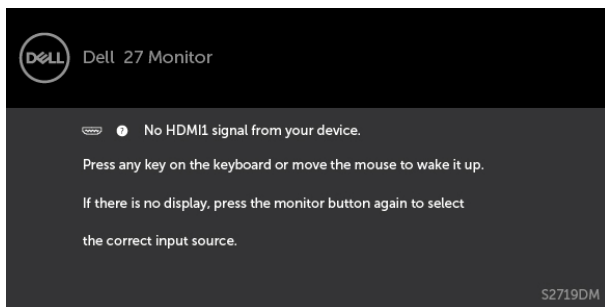 DELL
Dell 27 Monitor
? No HDMI1 signal from your device.
Press any key on the keyboard or move the mouse to wake it up.
If there is no display, press the monitor button again to select
the correct input source.
S2719DM